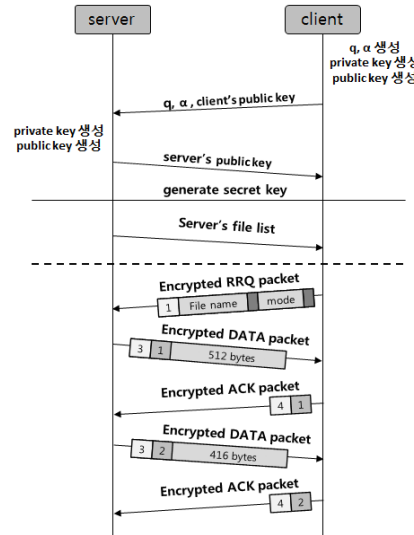 server
client
q, α 생성
private key 생성
public key 생성
q, α , client's public key
private key 생성
public key 생성
server's public key
generate secret key
Server's file list
Encrypted RRQ packet
1 File name mode
Encrypted DATA packet
3 1 512 bytes
Encrypted ACK packet
4 1
Encrypted DATA packet
3 2 416 bytes
Encrypted ACK packet
4 2